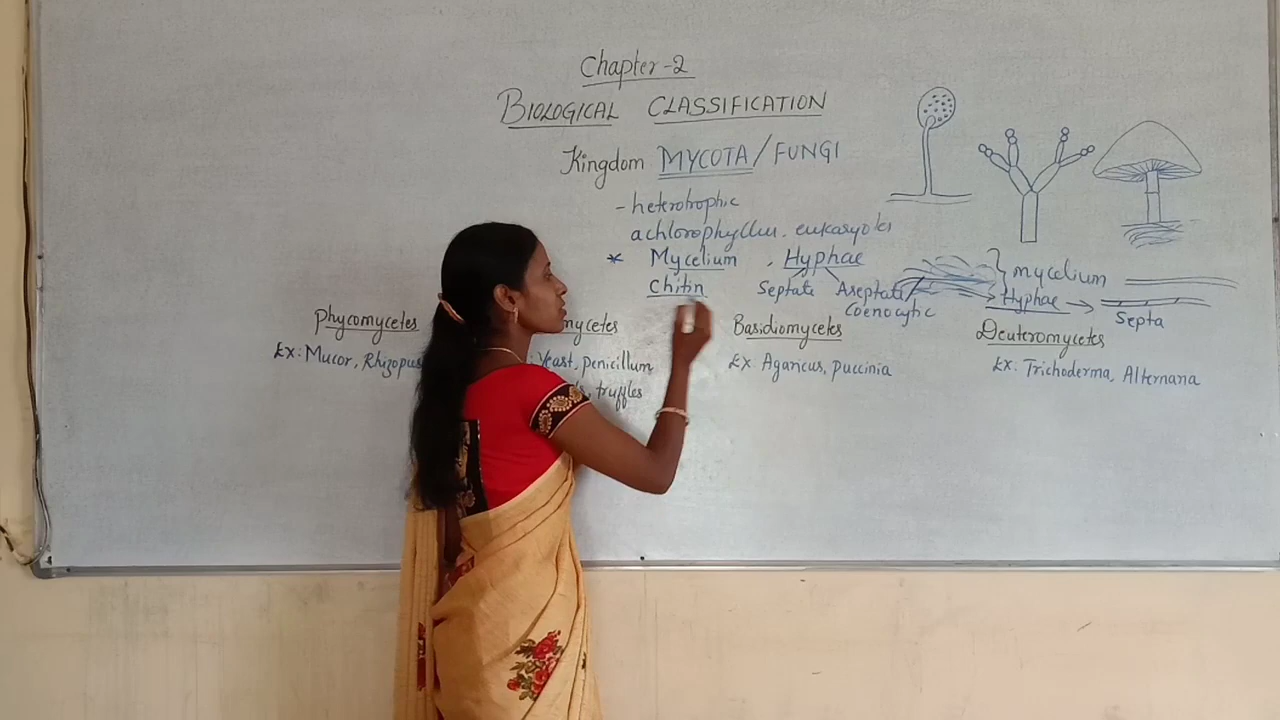 Chapter-2
BIOLOGICAL CLASSIFICATION
Kingdom MYCOTA/FUNGI
- heterotrophic
achlorophyllus. eukaryotes
* Mycelium , Hyphae
chitin
Septate Aseptate
Coenocytic
} mycelium
Hyphae →
Septa
Phycomycetes
Ex: Mucor, Rhizopus
mycetes
: Yeast, penicillum
s, truffles
Basidiomycetes
Ex Agaricus, puccinia
Deuteromycetes
Ex: Trichoderma, Alternaria